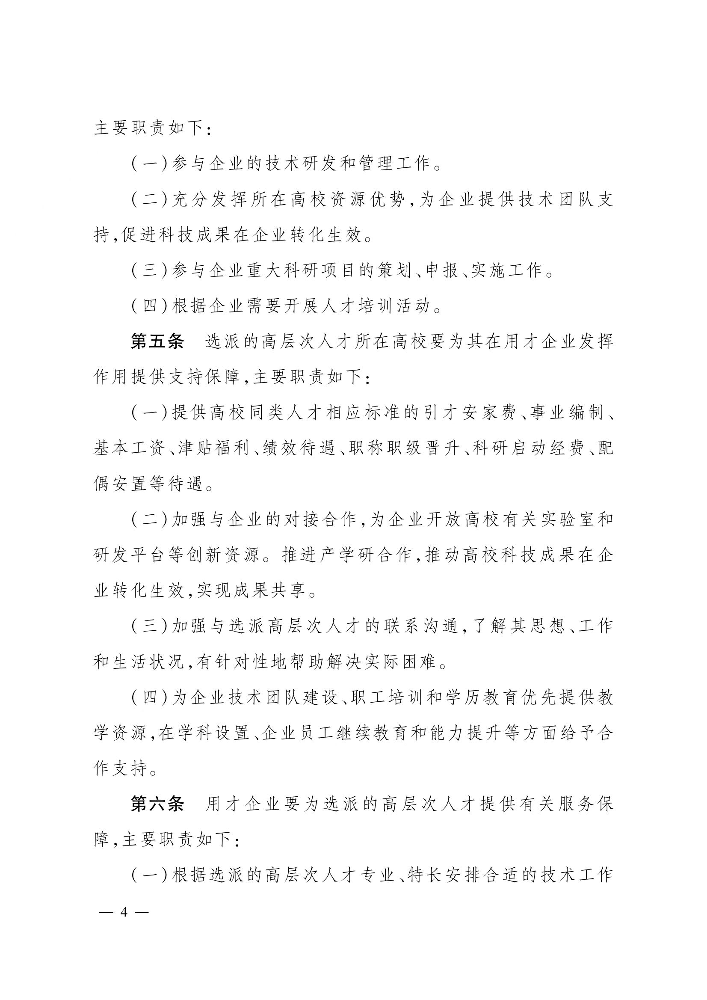 主要职责如下：
(一)参与企业的技术研发和管理工作。
(二)充分发挥所在高校资源优势,为企业提供技术团队支
持,促进科技成果在企业转化生效。
(三)参与企业重大科研项目的策划、申报、实施工作。
(四)根据企业需要开展人才培训活动。
第五条　选派的高层次人才所在高校要为其在用才企业发挥
作用提供支持保障,主要职责如下：
(一)提供高校同类人才相应标准的引才安家费、事业编制、
基本工资、津贴福利、绩效待遇、职称职级晋升、科研启动经费、配
偶安置等待遇。
(二)加强与企业的对接合作,为企业开放高校有关实验室和
研发平台等创新资源。推进产学研合作,推动高校科技成果在企
业转化生效,实现成果共享。
(三)加强与选派高层次人才的联系沟通,了解其思想、工作
和生活状况,有针对性地帮助解决实际困难。
(四)为企业技术团队建设、职工培训和学历教育优先提供教
学资源,在学科设置、企业员工继续教育和能力提升等方面给予合
作支持。
第六条　用才企业要为选派的高层次人才提供有关服务保
障,主要职责如下：
(一)根据选派的高层次人才专业、特长安排合适的技术工作
— 4 —